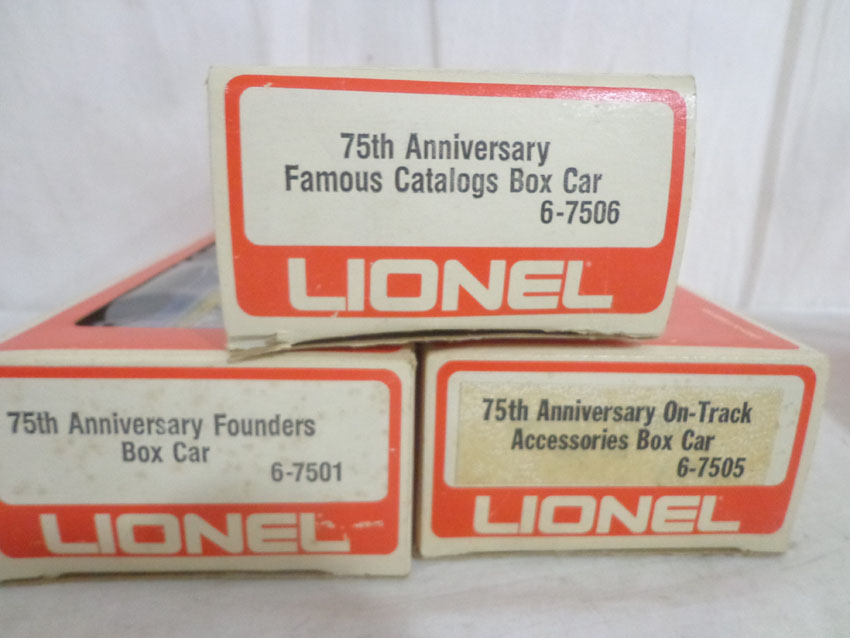 75th Anniversary
Famous Catalogs Box Car
6-7506
LIONEL
75th Anniversary Founders
Box Car
6-7501
LIONEL
75th Anniversary On-Track
Accessories Box Car
6-7505
LIONEL